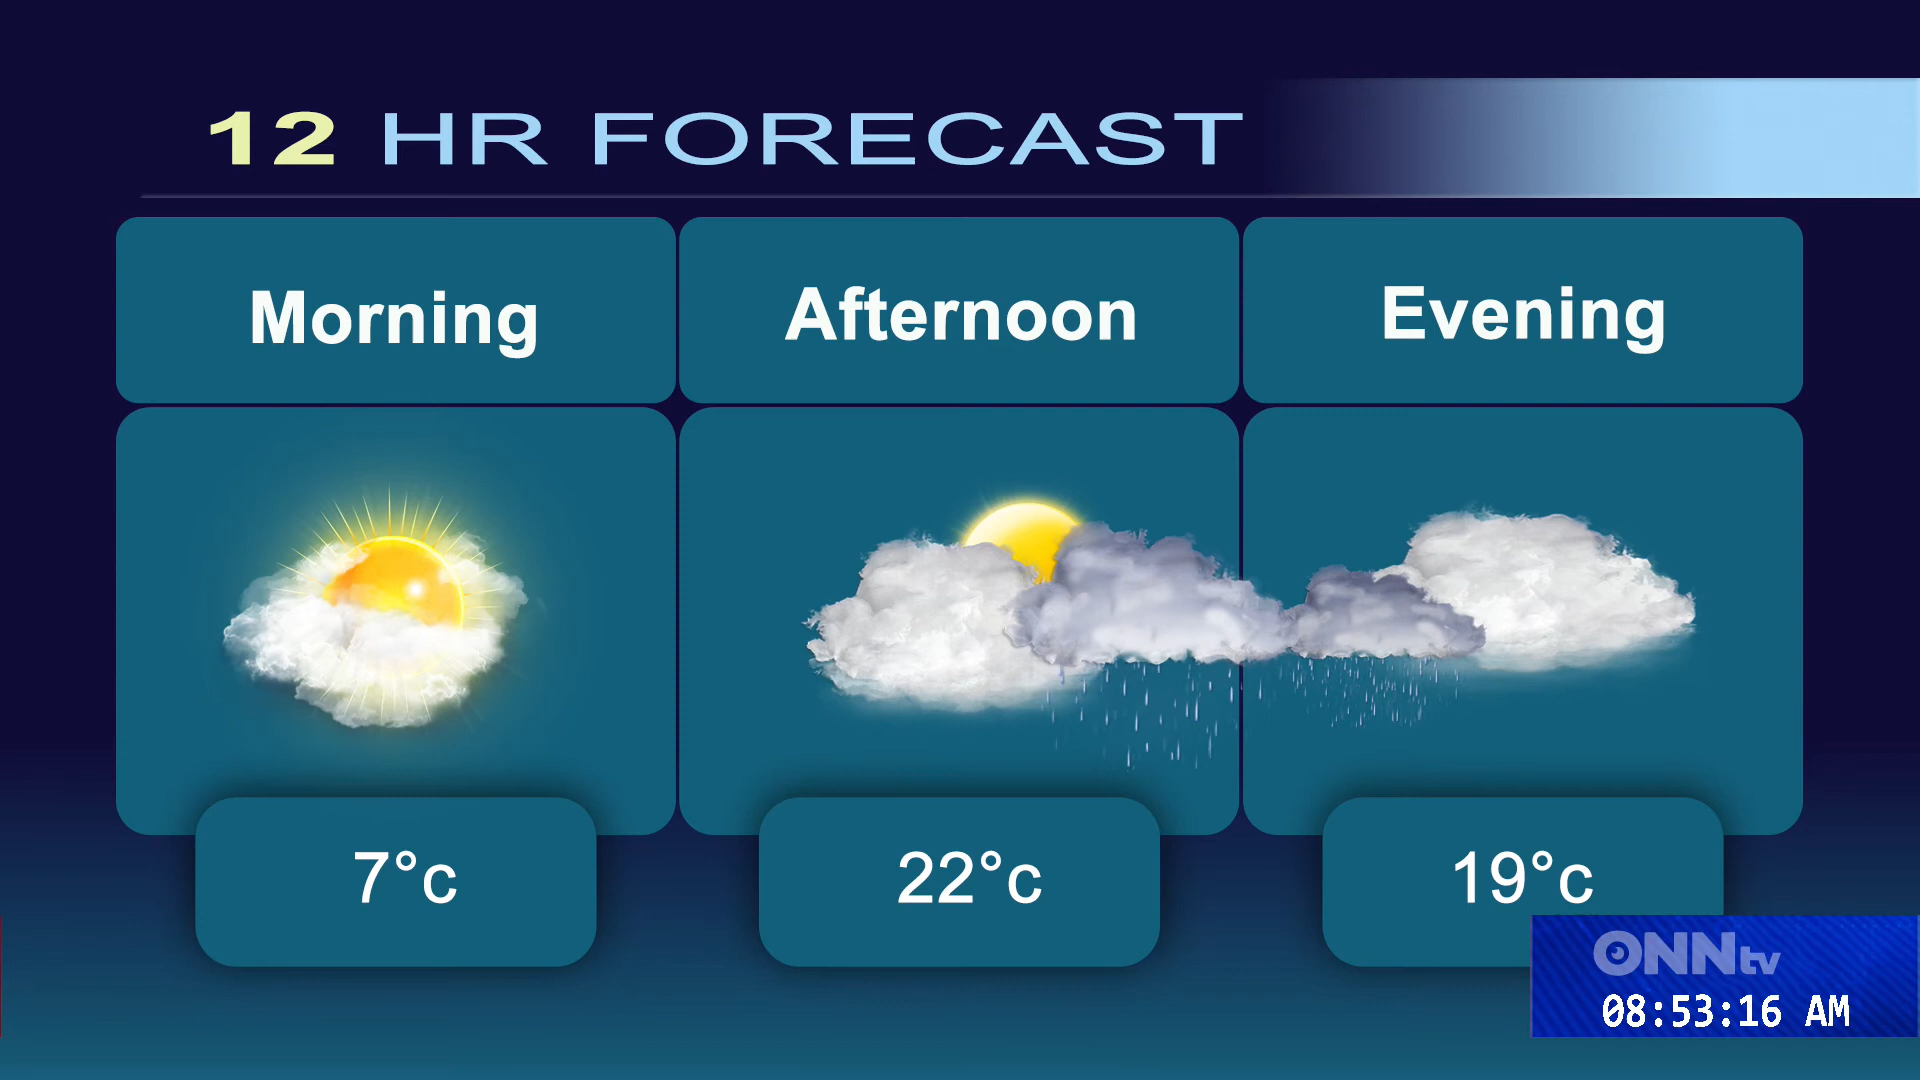 12 HR FORECAST
Morning
Afternoon
Evening
7°c
22°c
19°c
ONNtv
08:53:16 AM